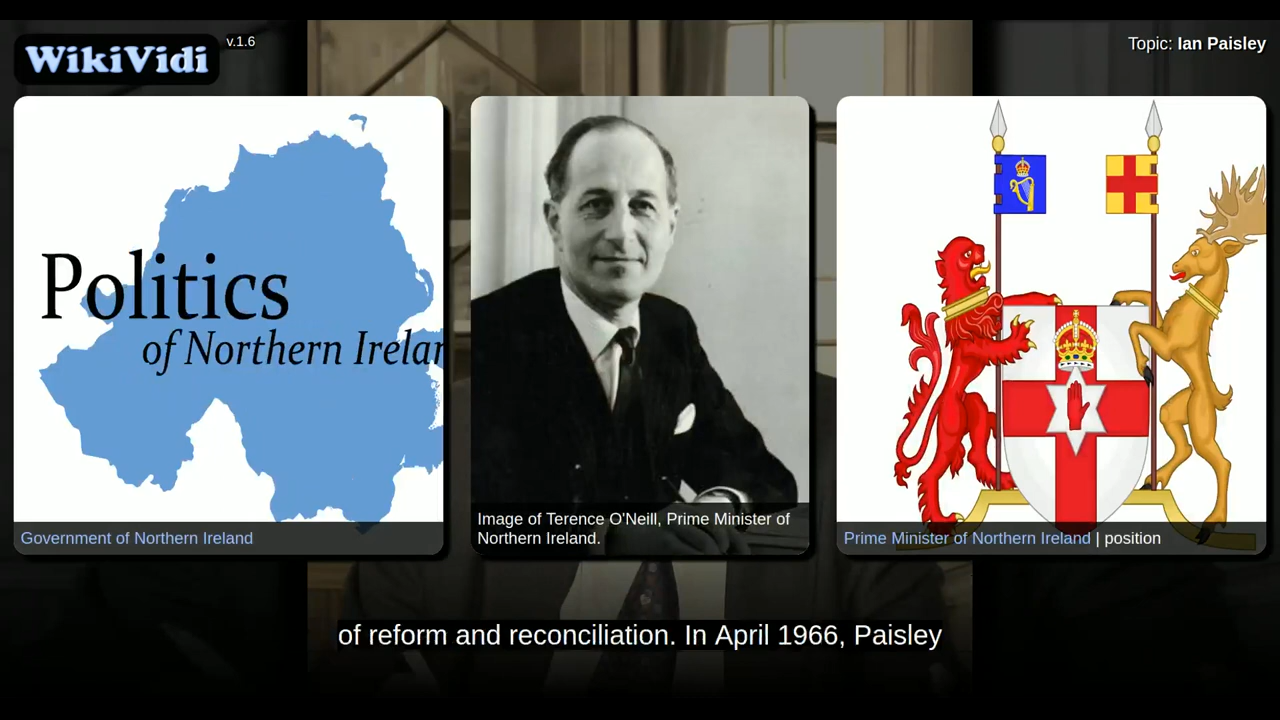 WikiVidi
v.1.6
Topic: Ian Paisley
Politics
of Northern Irelar
Government of Northern Ireland
Image of Terence O'Neill, Prime Minister of
Northern Ireland.
Prime Minister of Northern Ireland | position
of reform and reconciliation. In April 1966, Paisley